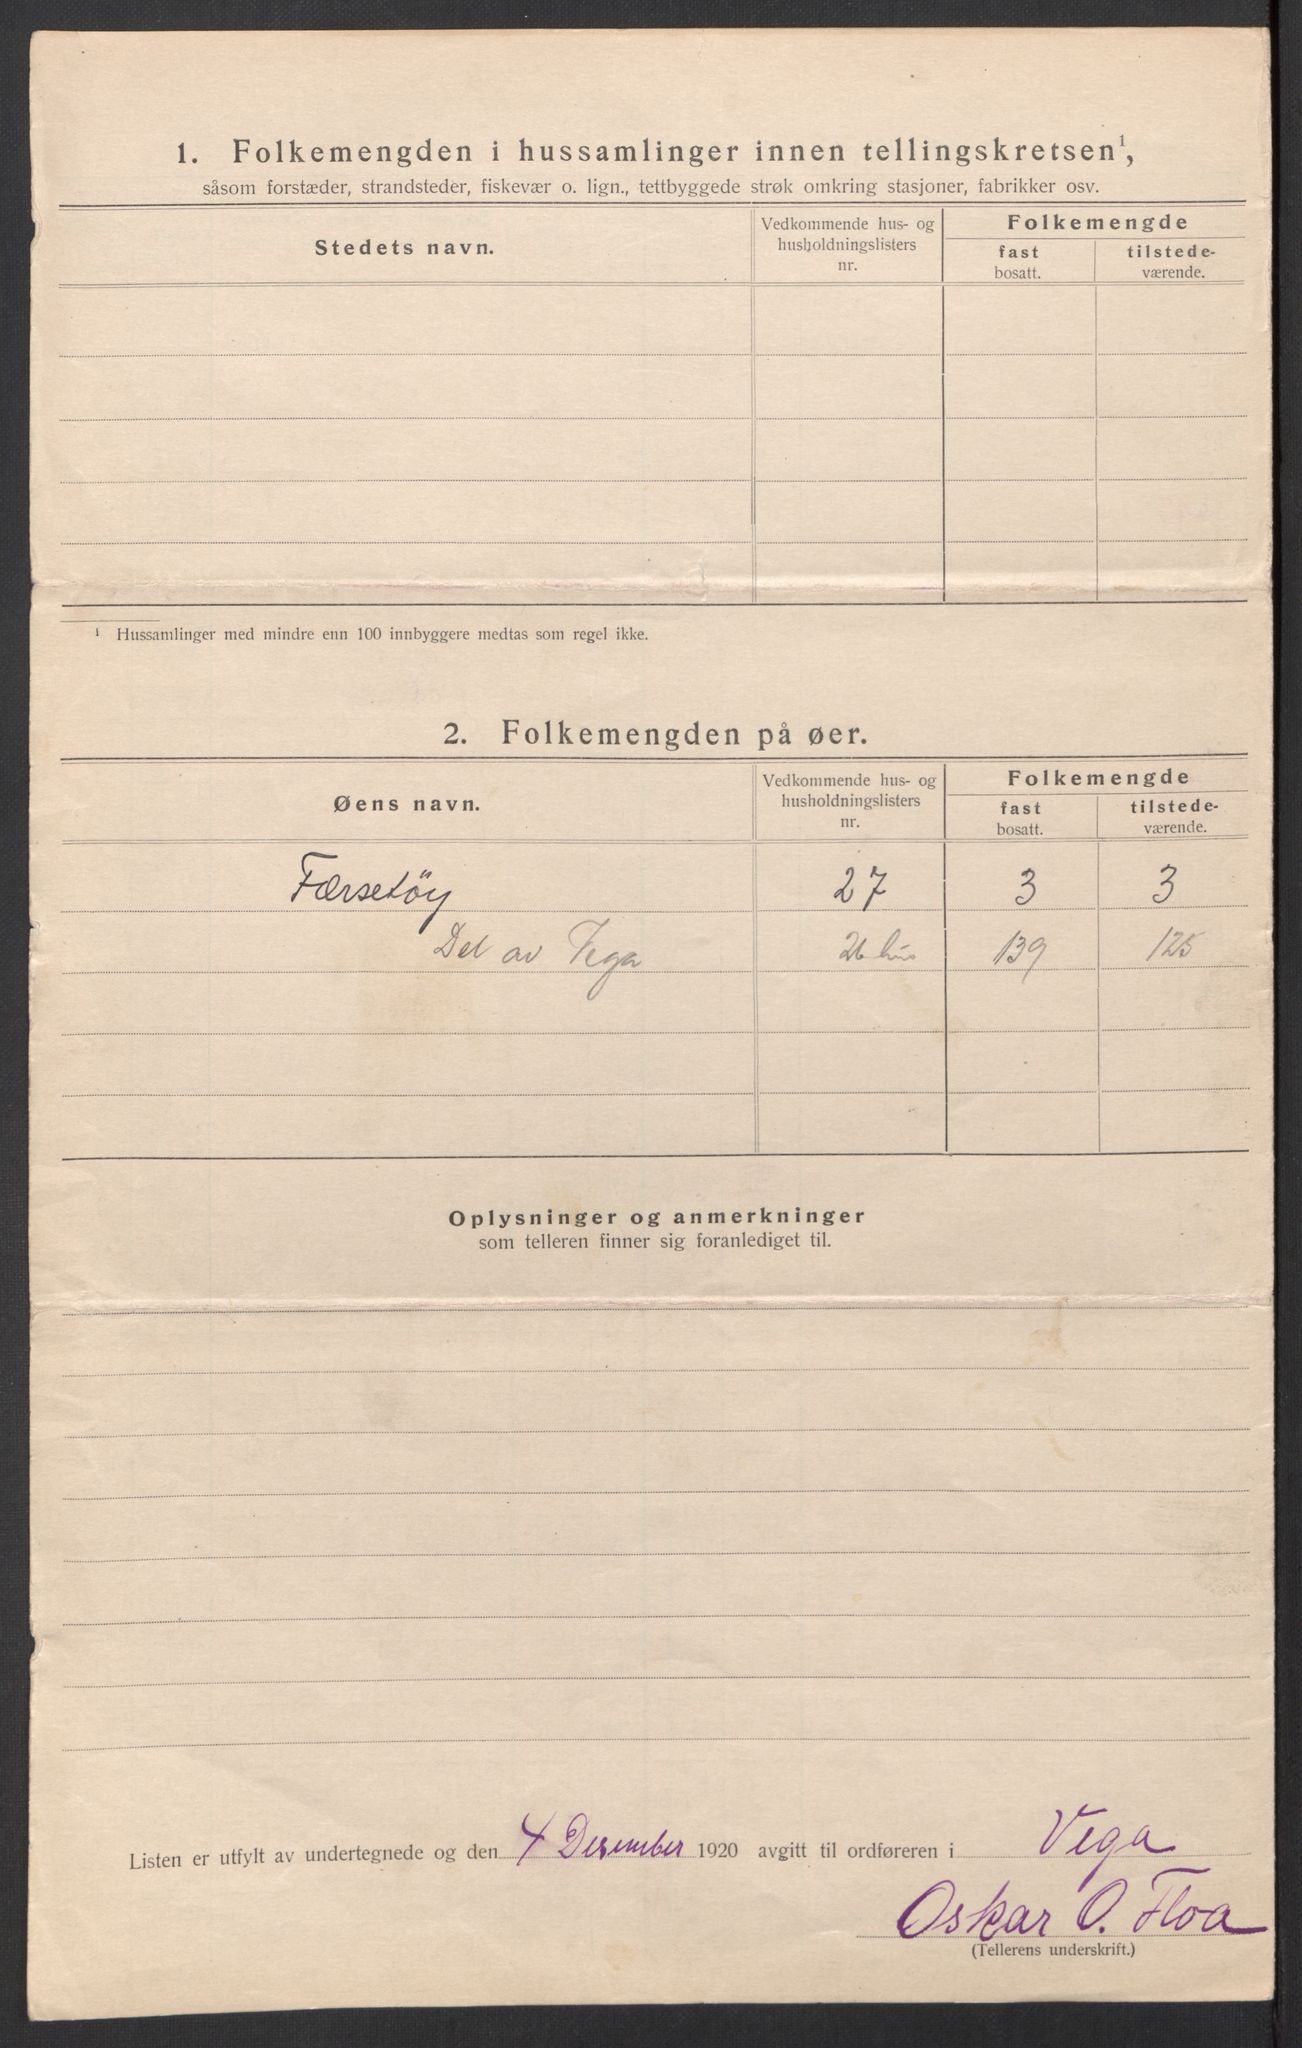 1. Folkemengden i hussamlinger innen tellingskretsen¹,
såsom forstæder, strandsteder, fiskevær o. lign., tettbyggede strøk omkring stasjoner, fabrikker osv.
Stedets navn.
Vedkommende hus- og
husholdningslisters
nr.
Folkemengde
fast
bosatt.
tilstede-
værende.
¹ Hussamlinger med mindre enn 100 innbyggere medtas som regel ikke.
2. Folkemengden på øer.
Øens navn.
Vedkommende hus- og
husholdningslisters
nr.
Folkemengde
fast
bosatt.
tilstede-
værende.
Færsetöy 27 3 3
Del av Vega 26 hus 139 125
Oplysninger og anmerkninger
som telleren finner sig foranlediget til.
Listen er utfylt av undertegnede og den 4 Desember 1920 avgitt til ordføreren i Vega
Oskar O. Floa
(Tellerens underskrift.)